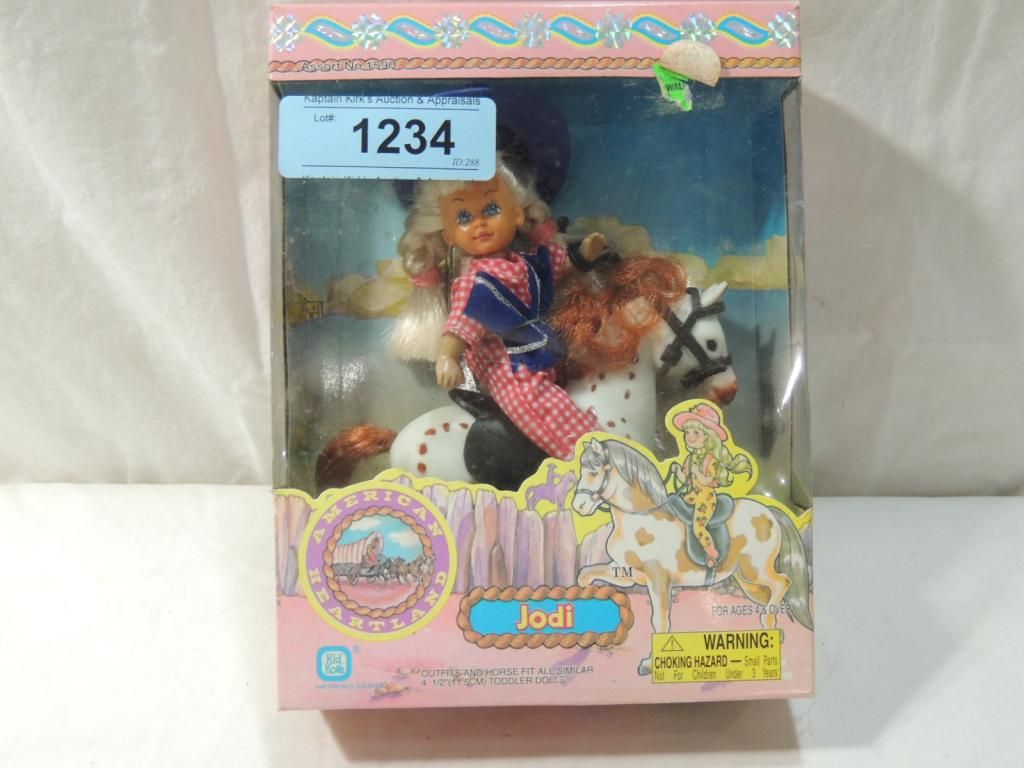 Assort No. 1590
WAL
Kaptain Kirk's Auction & Appraisals
Lot#: 1234
ID:288
AMERICAN HEARTLAND
TM
Jodi
FOR AGES 4 & OVER
WARNING:
CHOKING HAZARD — Small Parts
Not For Children Under 3 Years
Kid Kore
®
OUTFITS AND HORSE FIT ALL SIMILAR
4 1/2"(11.5CM) TODDLER DOLLS